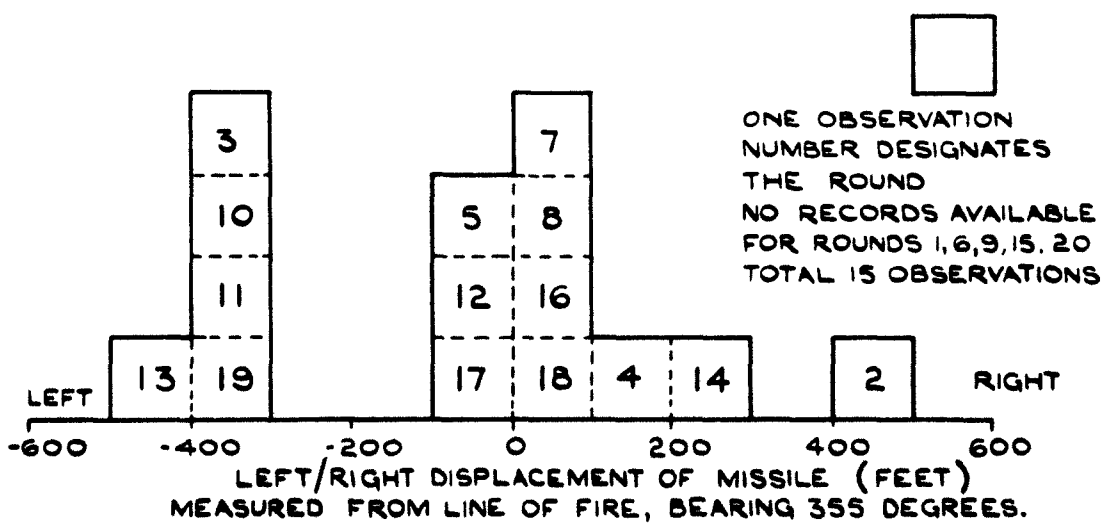 ONE OBSERVATION
NUMBER DESIGNATES
THE ROUND
NO RECORDS AVAILABLE
FOR ROUNDS 1,6,9,15.20
TOTAL 15 OBSERVATIONS
3 7
10 5 8
11 12 16
13 19 17 18 4 14 2
LEFT RIGHT
-600 -400 -200 0 200 400 600
LEFT/RIGHT DISPLACEMENT OF MISSILE (FEET)
MEASURED FROM LINE OF FIRE, BEARING 355 DEGREES.